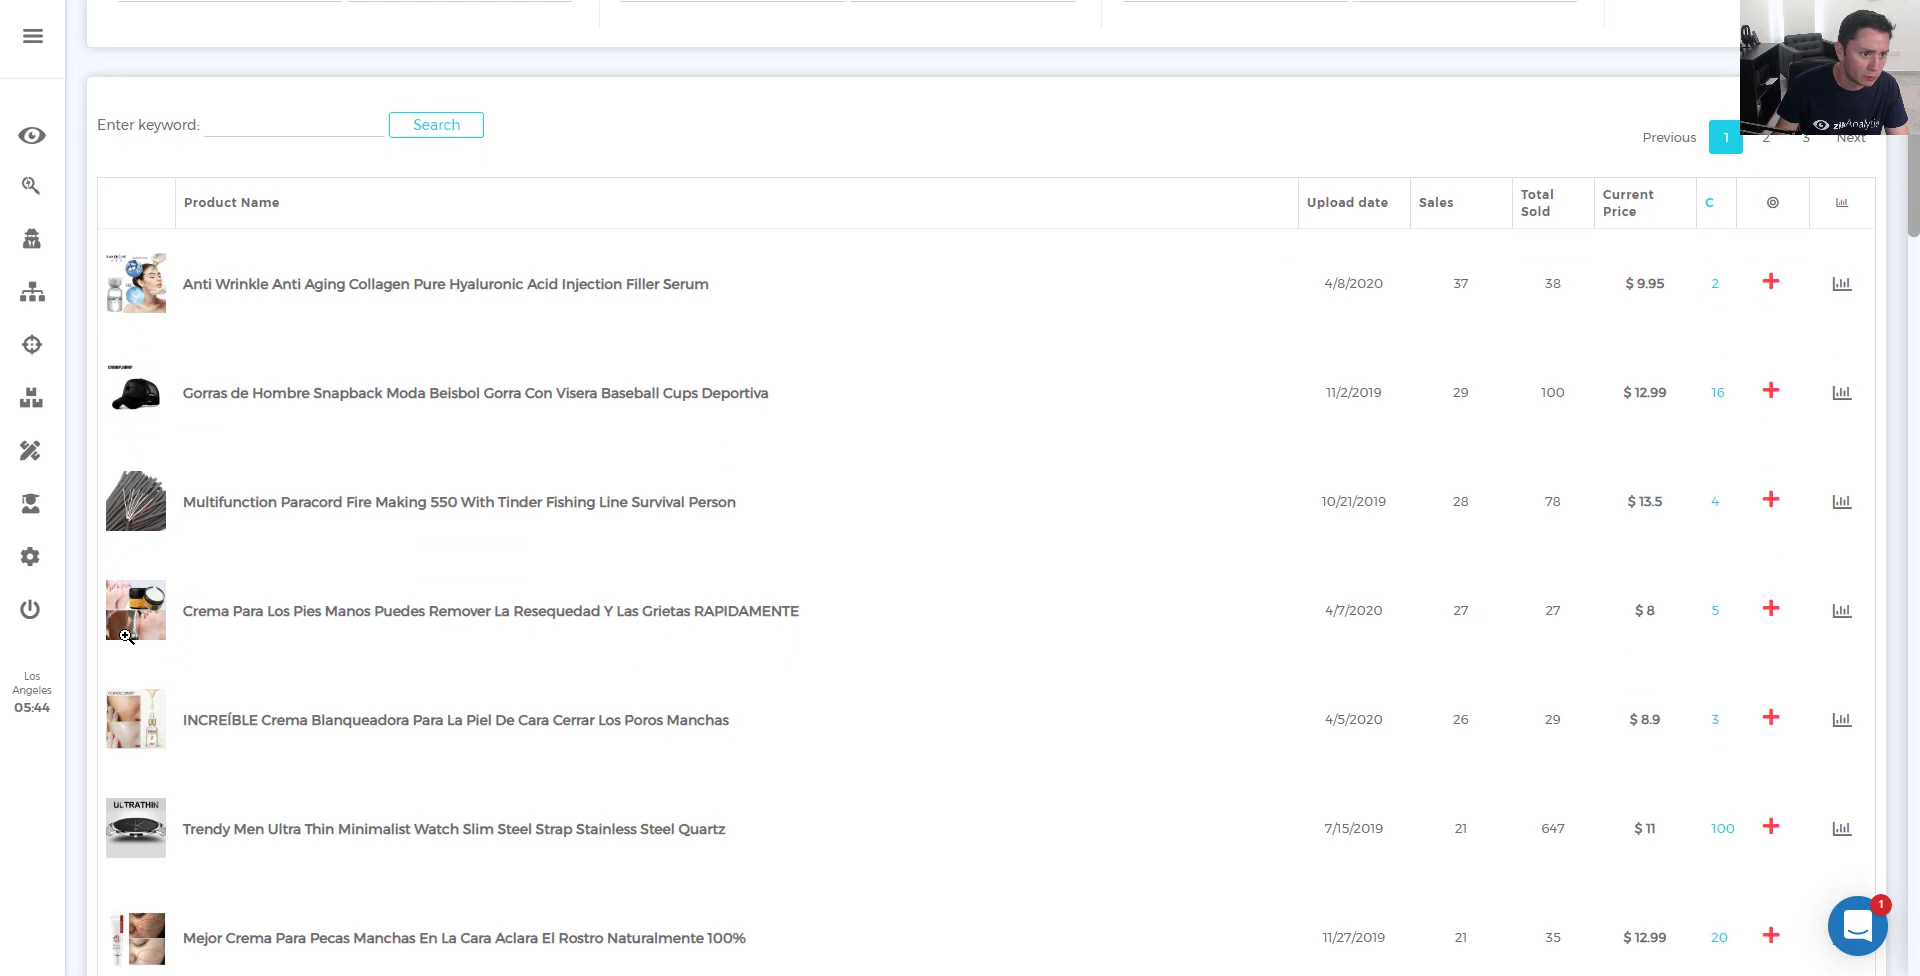 Enter keyword:
Search
Previous 1 2 3 Next
Product Name Upload date Sales Total Sold Current Price C
Anti Wrinkle Anti Aging Collagen Pure Hyaluronic Acid Injection Filler Serum 4/8/2020 37 38 $ 9.95 2
Gorras de Hombre Snapback Moda Beisbol Gorra Con Visera Baseball Cups Deportiva 11/2/2019 29 100 $ 12.99 16
Multifunction Paracord Fire Making 550 With Tinder Fishing Line Survival Person 10/21/2019 28 78 $ 13.5 4
Crema Para Los Pies Manos Puedes Remover La Resequedad Y Las Grietas RAPIDAMENTE 4/7/2020 27 27 $ 8 5
INCREÍBLE Crema Blanqueadora Para La Piel De Cara Cerrar Los Poros Manchas 4/5/2020 26 29 $ 8.9 3
ULTRATHIN
Trendy Men Ultra Thin Minimalist Watch Slim Steel Strap Stainless Steel Quartz 7/15/2019 21 647 $ 11 100
Mejor Crema Para Pecas Manchas En La Cara Aclara El Rostro Naturalmente 100% 11/27/2019 21 35 $ 12.99 20
Los
Angeles
05:44
1